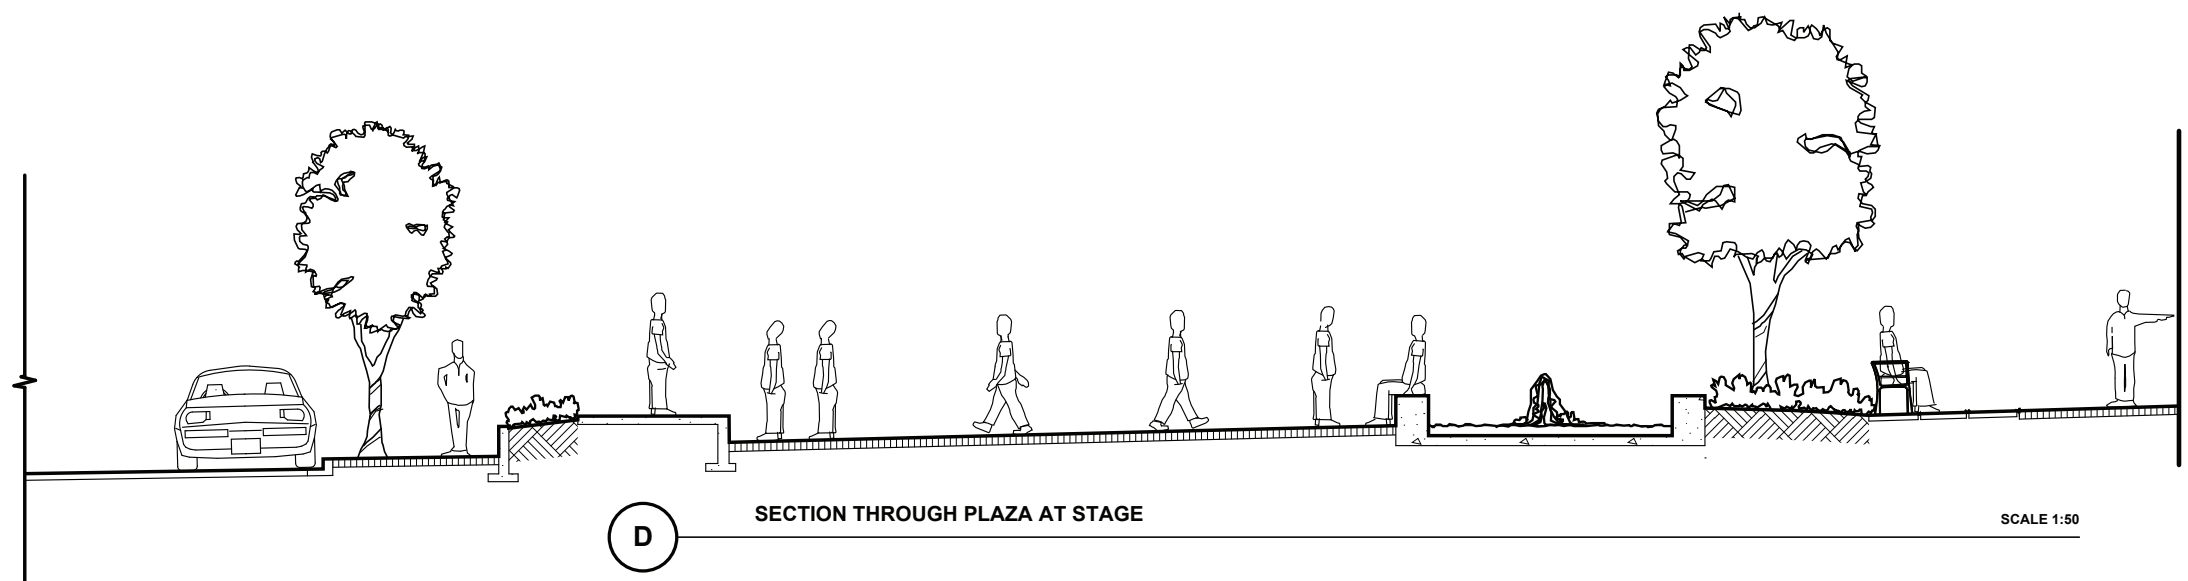 SECTION THROUGH PLAZA AT STAGE
D
SCALE 1:50